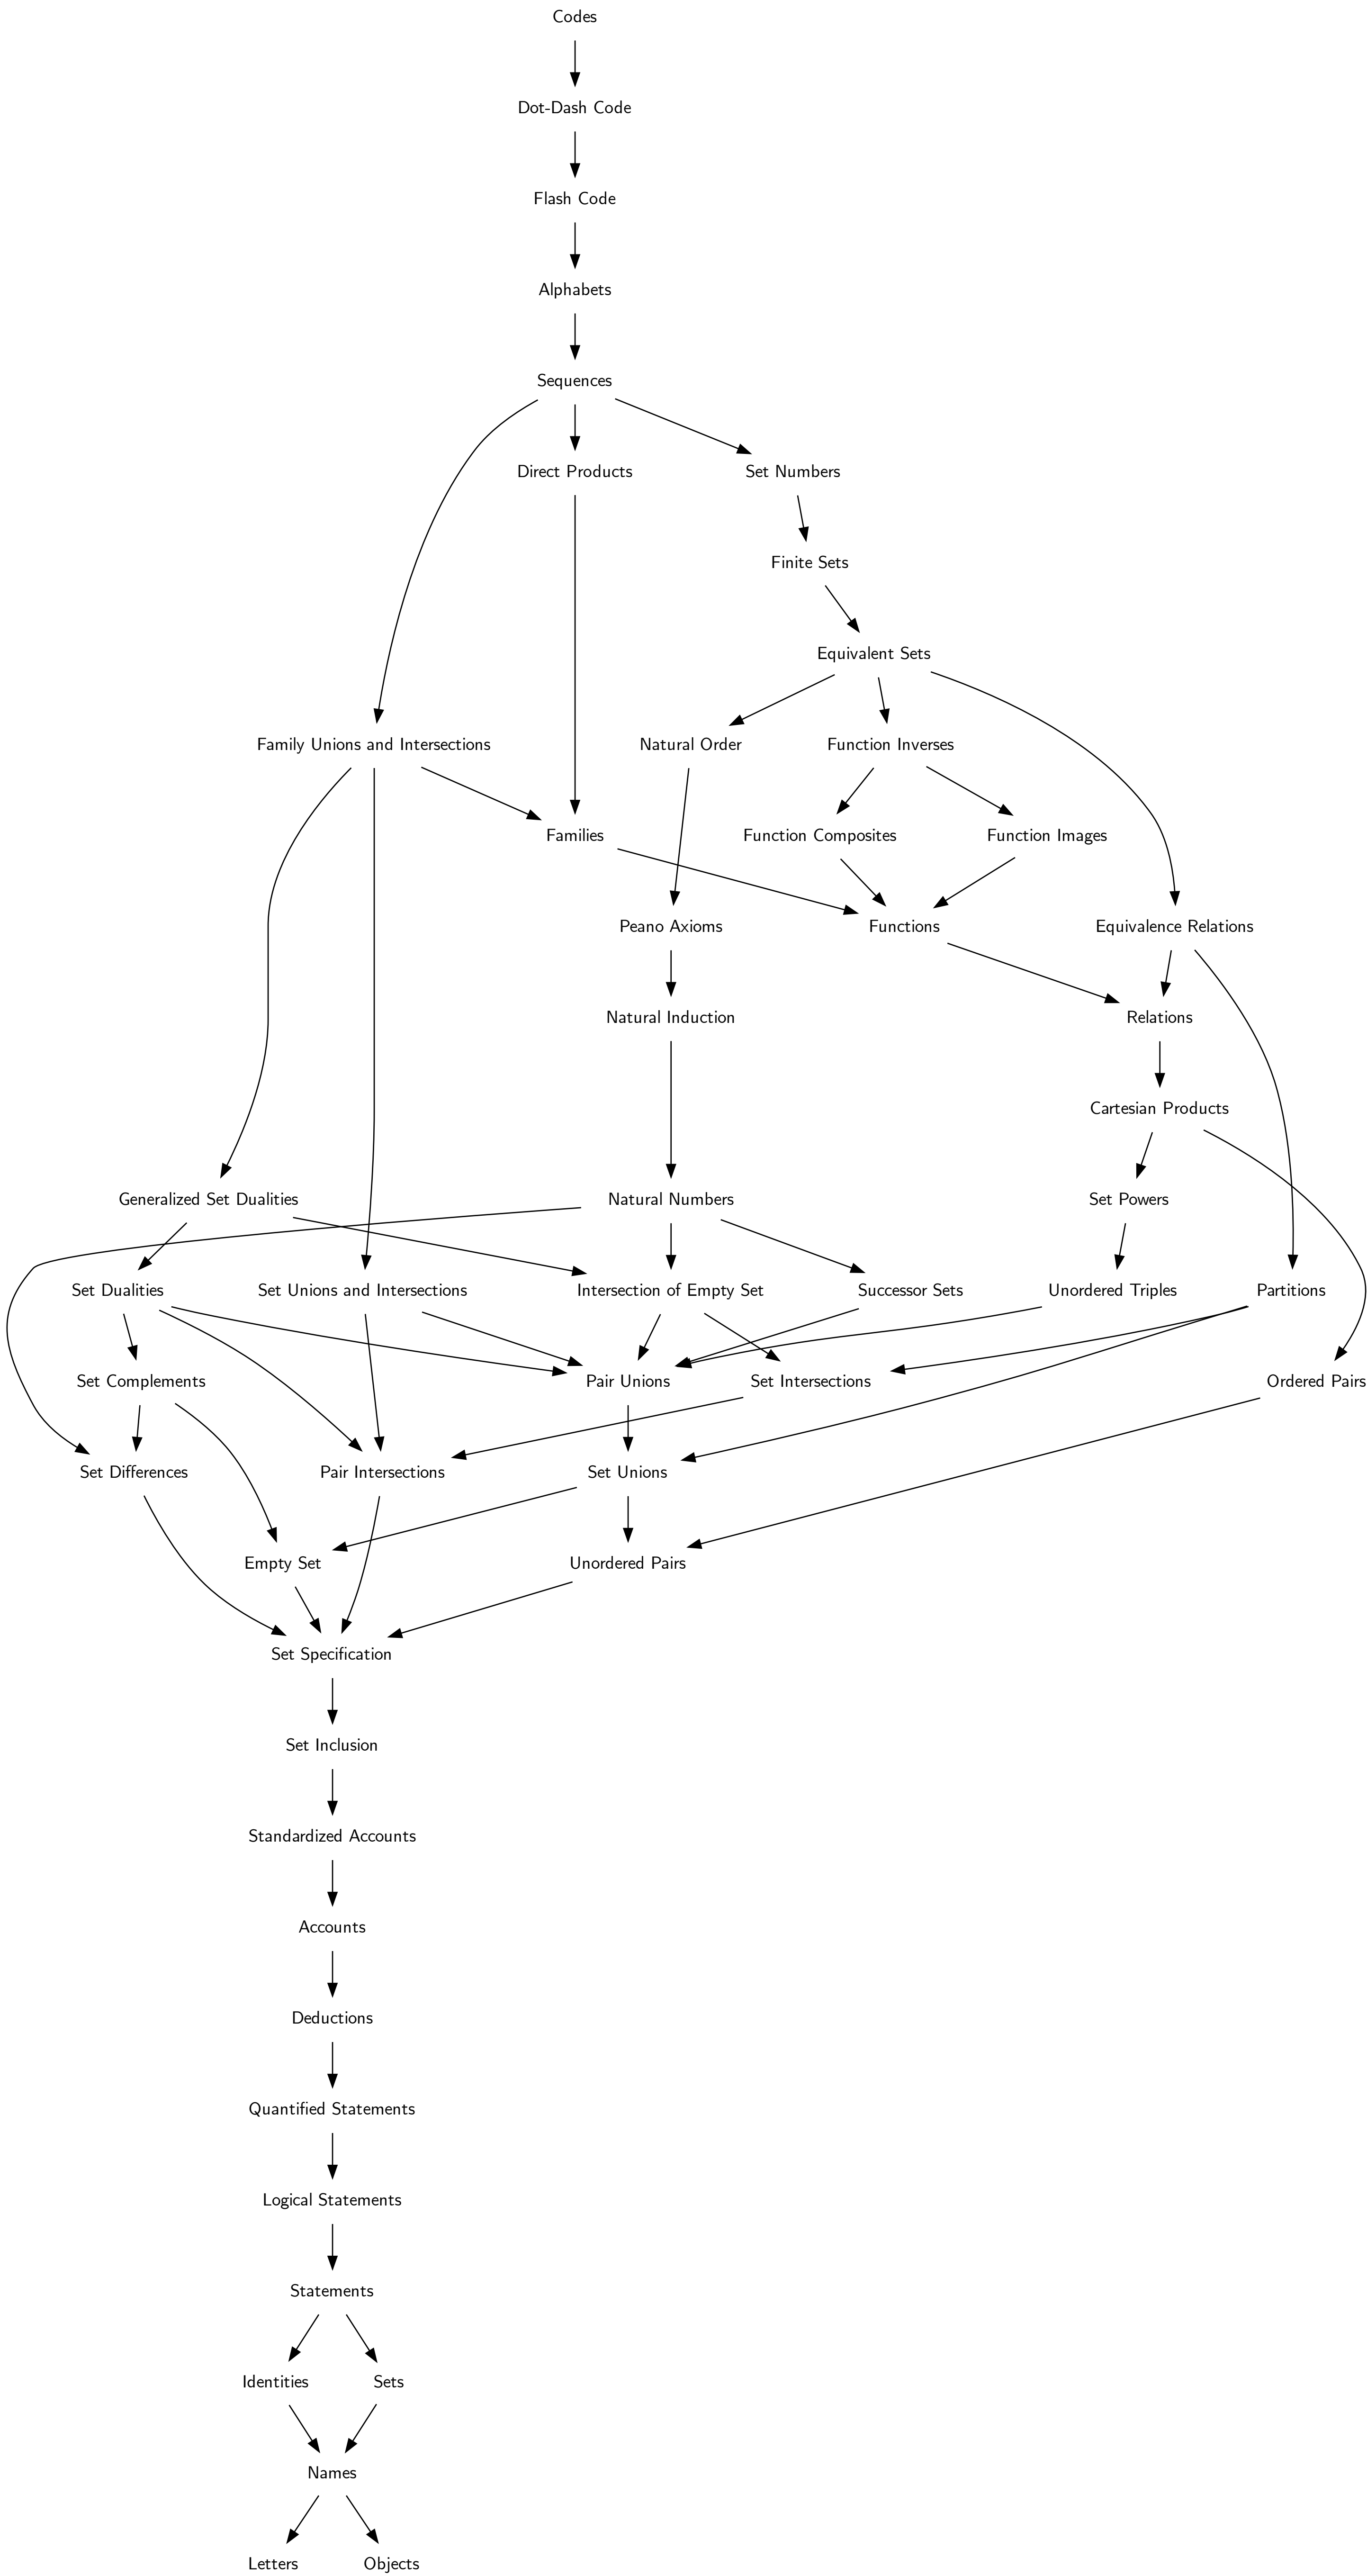 Codes
Dot-Dash Code
Flash Code
Alphabets
Sequences
Direct Products
Set Numbers
Finite Sets
Equivalent Sets
Family Unions and Intersections
Natural Order
Function Inverses
Families
Function Composites
Function Images
Peano Axioms
Functions
Equivalence Relations
Natural Induction
Relations
Cartesian Products
Generalized Set Dualities
Natural Numbers
Set Powers
Set Dualities
Set Unions and Intersections
Intersection of Empty Set
Successor Sets
Unordered Triples
Partitions
Set Complements
Pair Unions
Set Intersections
Ordered Pairs
Set Differences
Pair Intersections
Set Unions
Empty Set
Unordered Pairs
Set Specification
Set Inclusion
Standardized Accounts
Accounts
Deductions
Quantified Statements
Logical Statements
Statements
Identities
Sets
Names
Letters
Objects